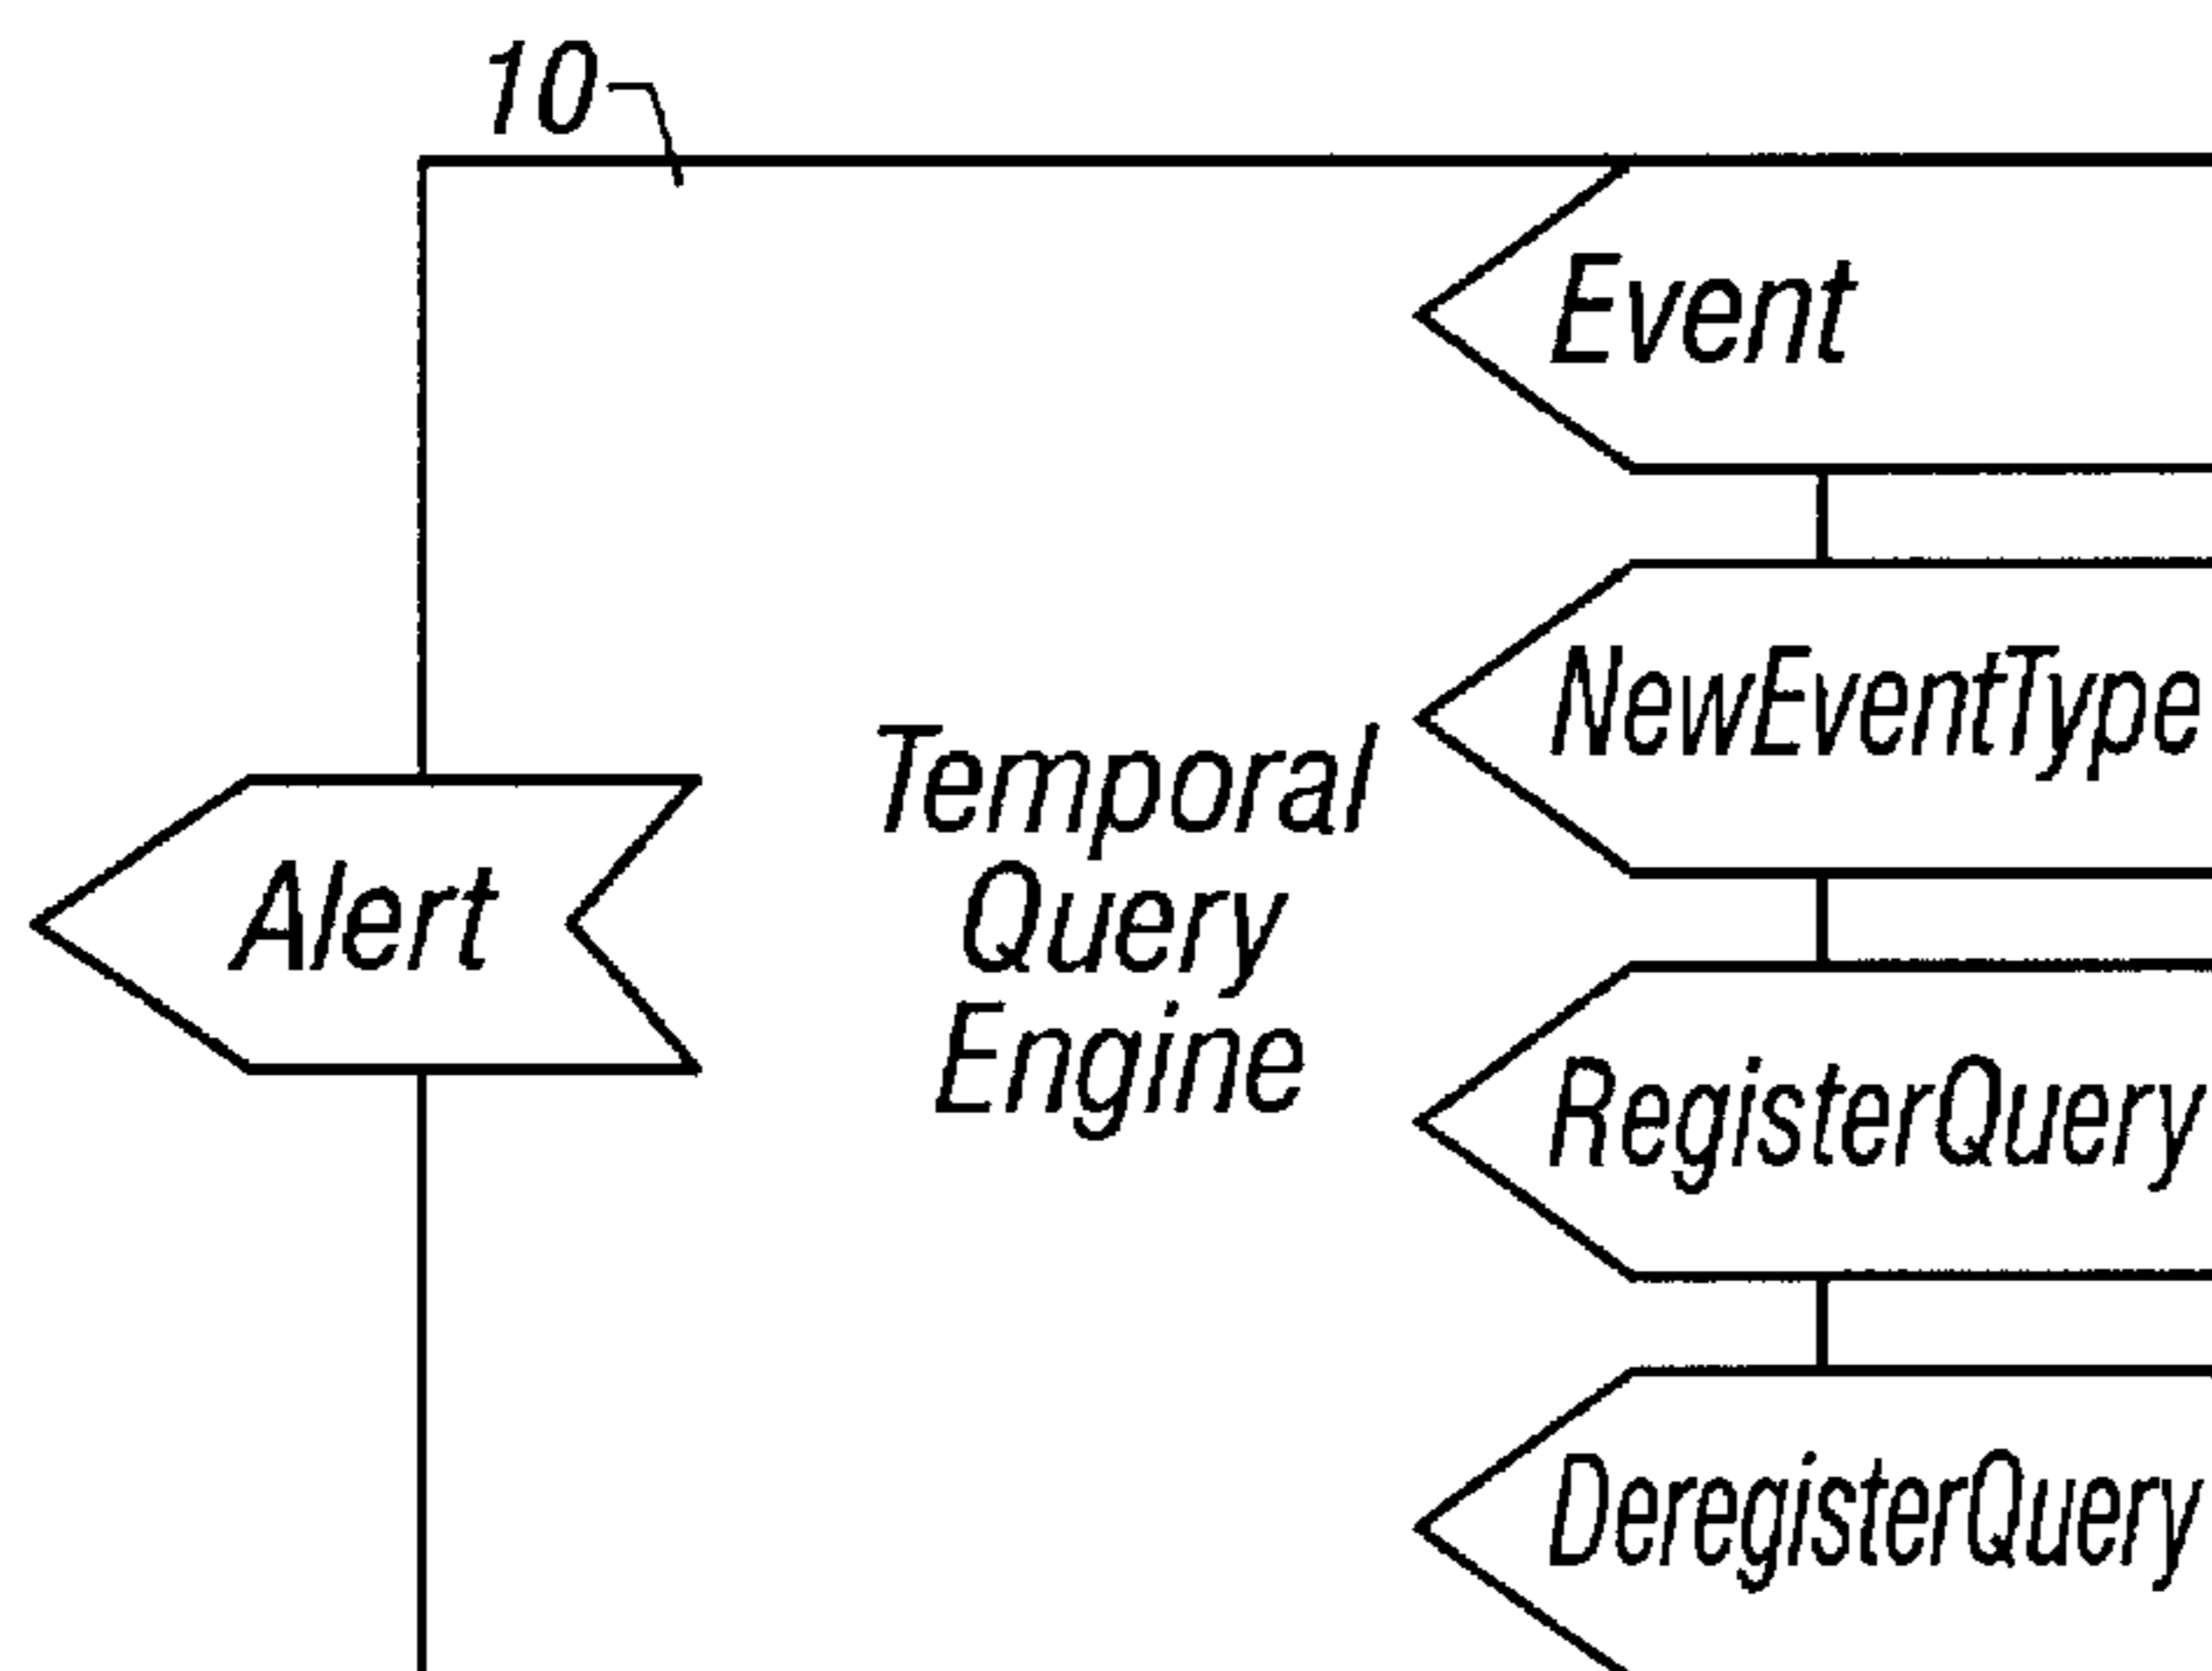 10
Event
NewEventType
Temporal
Query
Engine
Alert
RegisterQuery
DeregisterQuery